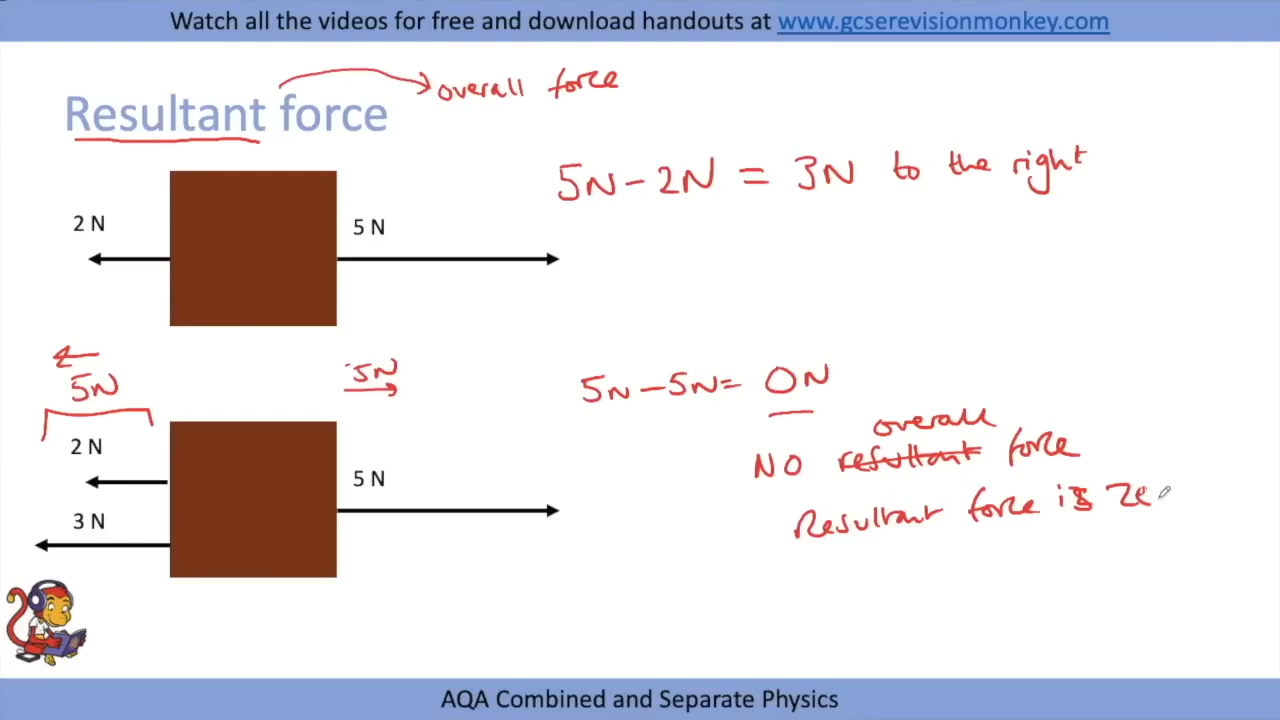 Watch all the videos for free and download handouts at www.gcserevisionmonkey.com
overall force
Resultant force
5N - 2N = 3N to the right
2 N
5 N
5N
5N
5N - 5N = 0N
2 N
overall
NO resultant force
5 N
3 N
Resultant force is ze
AQA Combined and Separate Physics